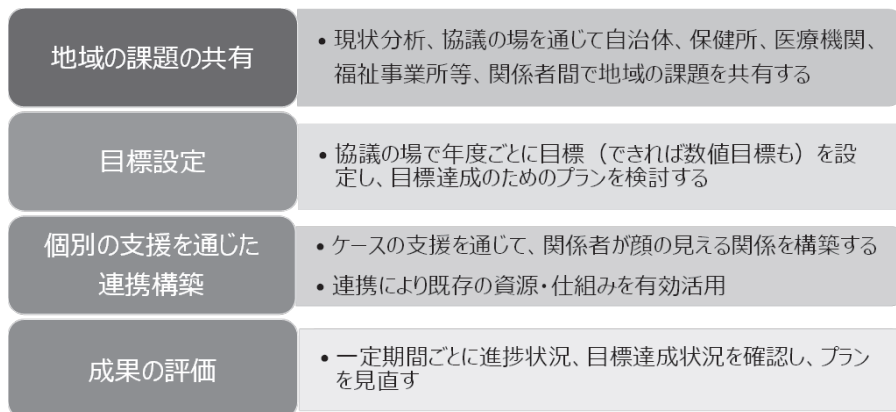 地域の課題の共有
• 現状分析、協議の場を通じて自治体、保健所、医療機関、
福祉事業所等、関係者間で地域の課題を共有する
目標設定
• 協議の場で年度ごとに目標（できれば数値目標も）を設
定し、目標達成のためのプランを検討する
個別の支援を通じた
連携構築
• ケースの支援を通じて、関係者が顔の見える関係を構築する
• 連携により既存の資源・仕組みを有効活用
成果の評価
• 一定期間ごとに進捗状況、目標達成状況を確認し、プラン
を見直す